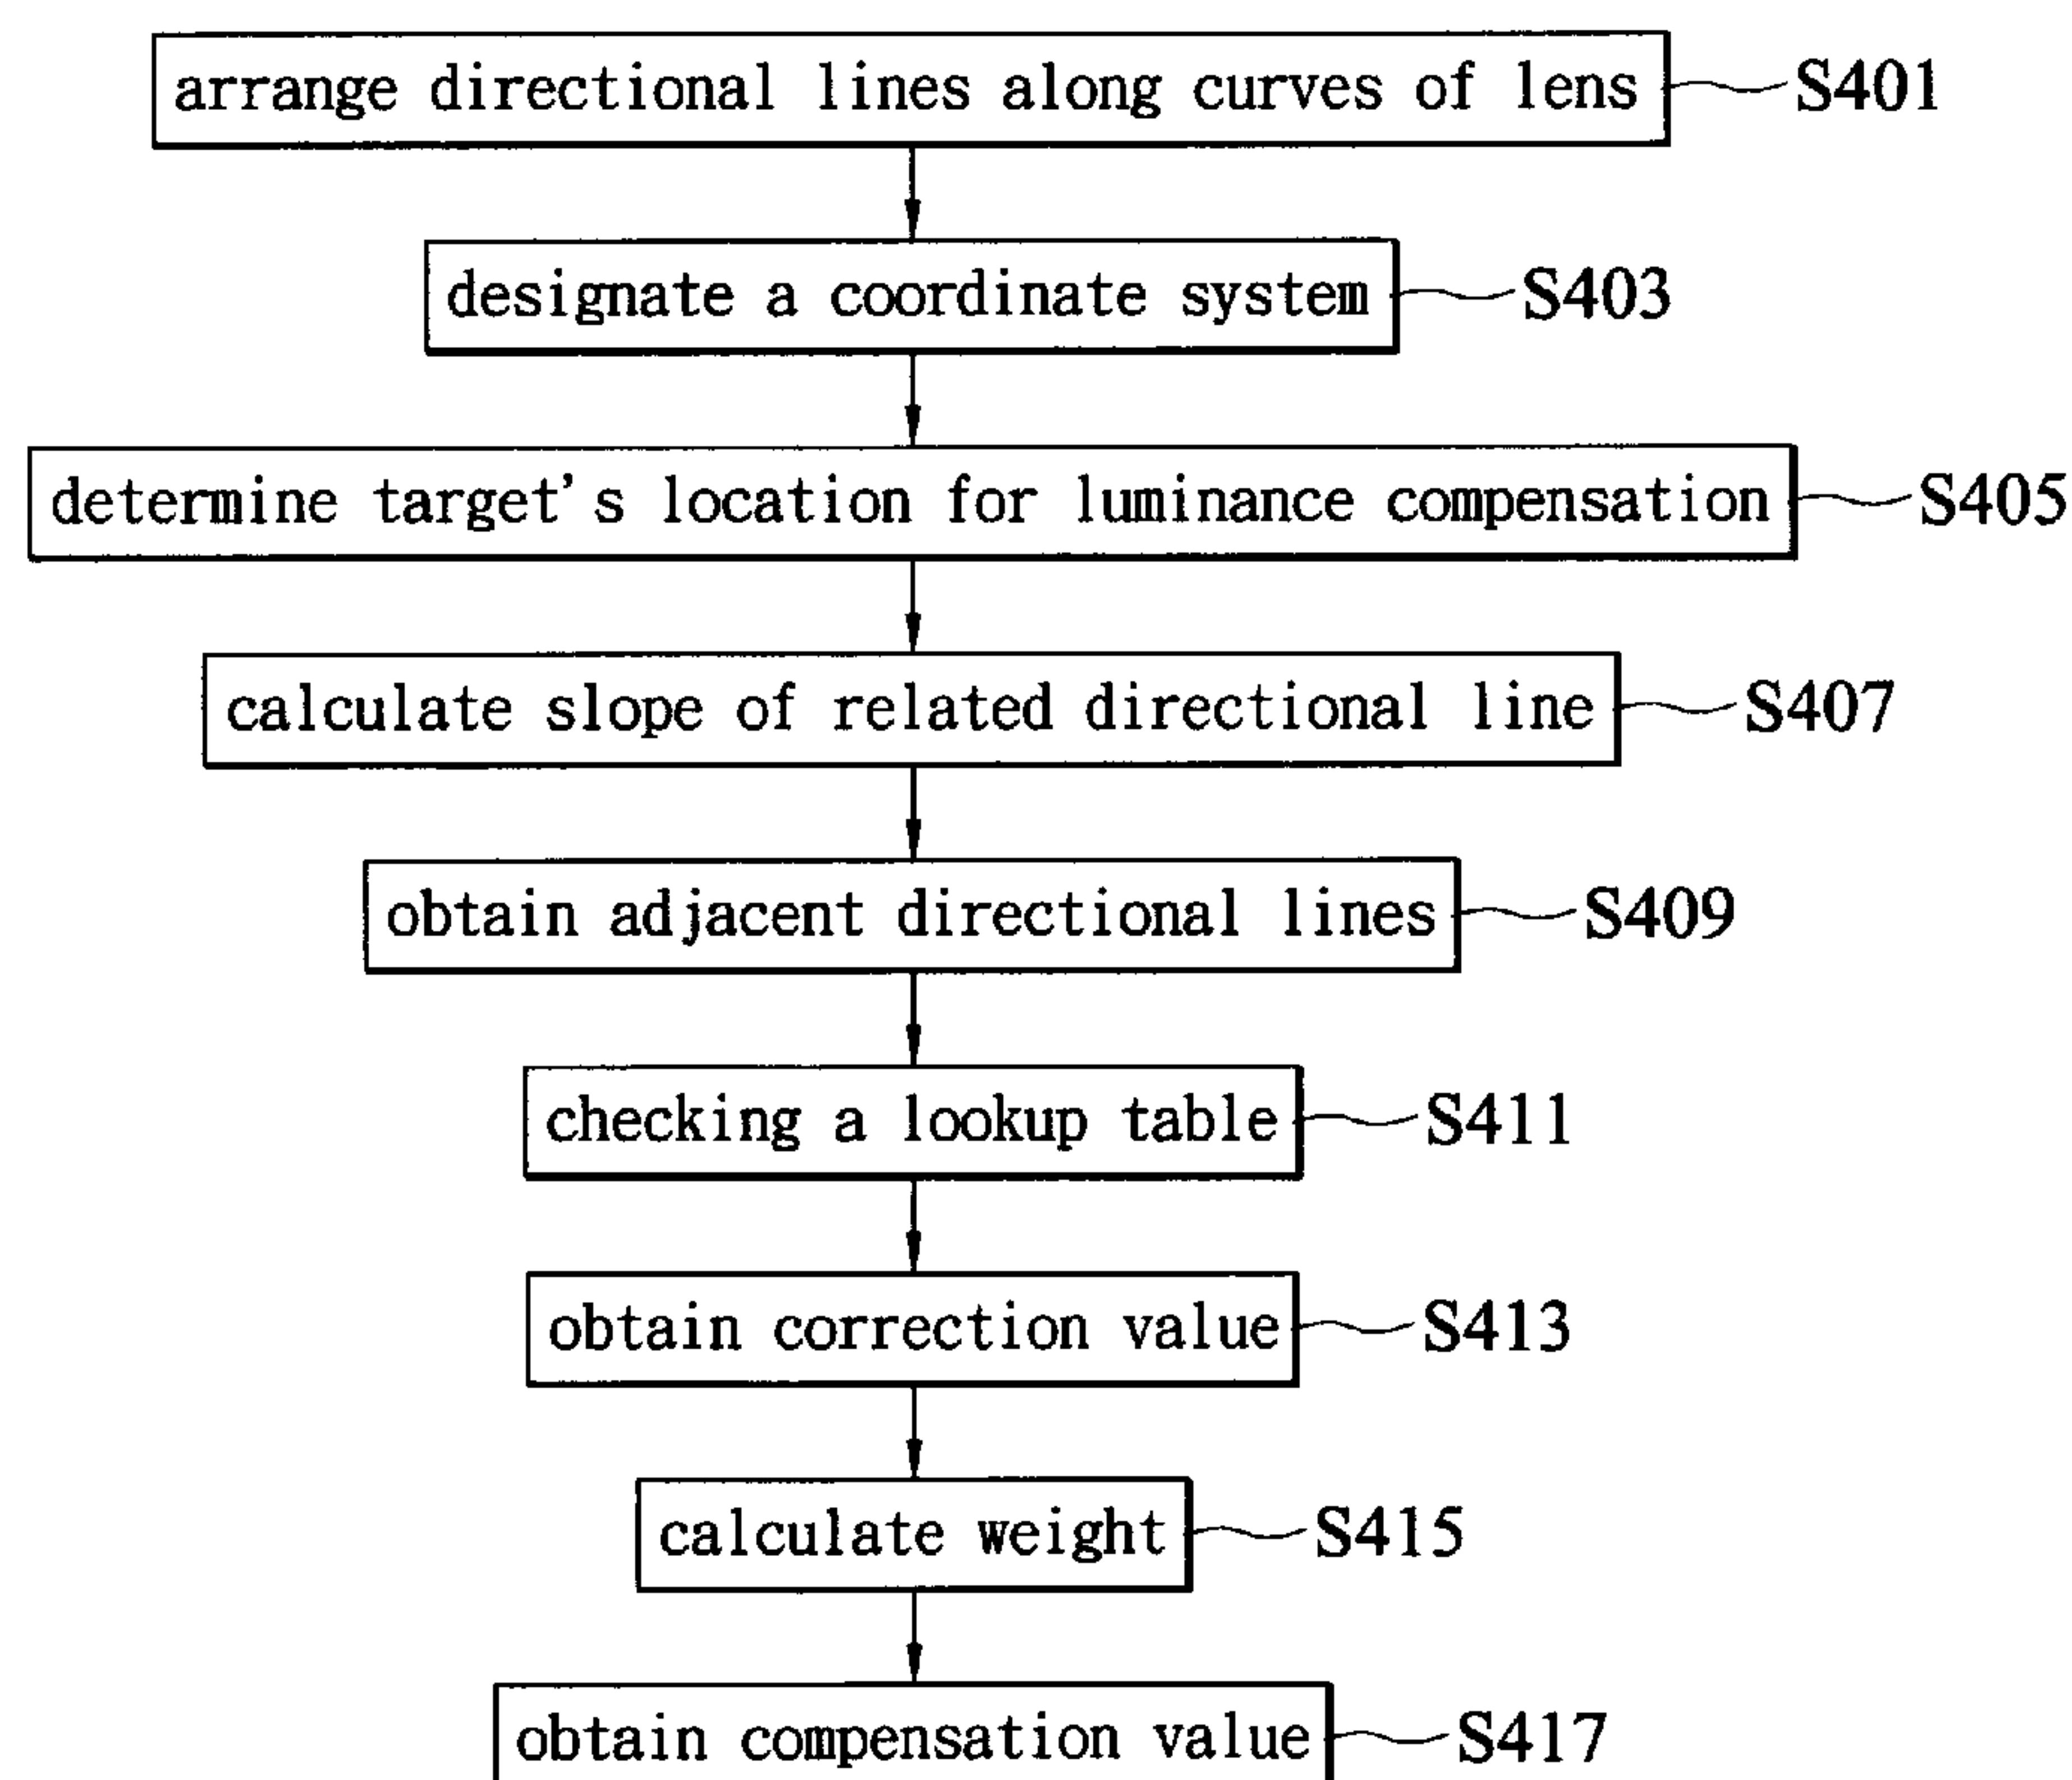 arrange directional lines along curves of lens S401
designate a coordinate system S403
determine target's location for luminance compensation S405
calculate slope of related directional line S407
obtain adjacent directional lines S409
checking a lookup table S411
obtain correction value S413
calculate weight S415
obtain compensation value S417